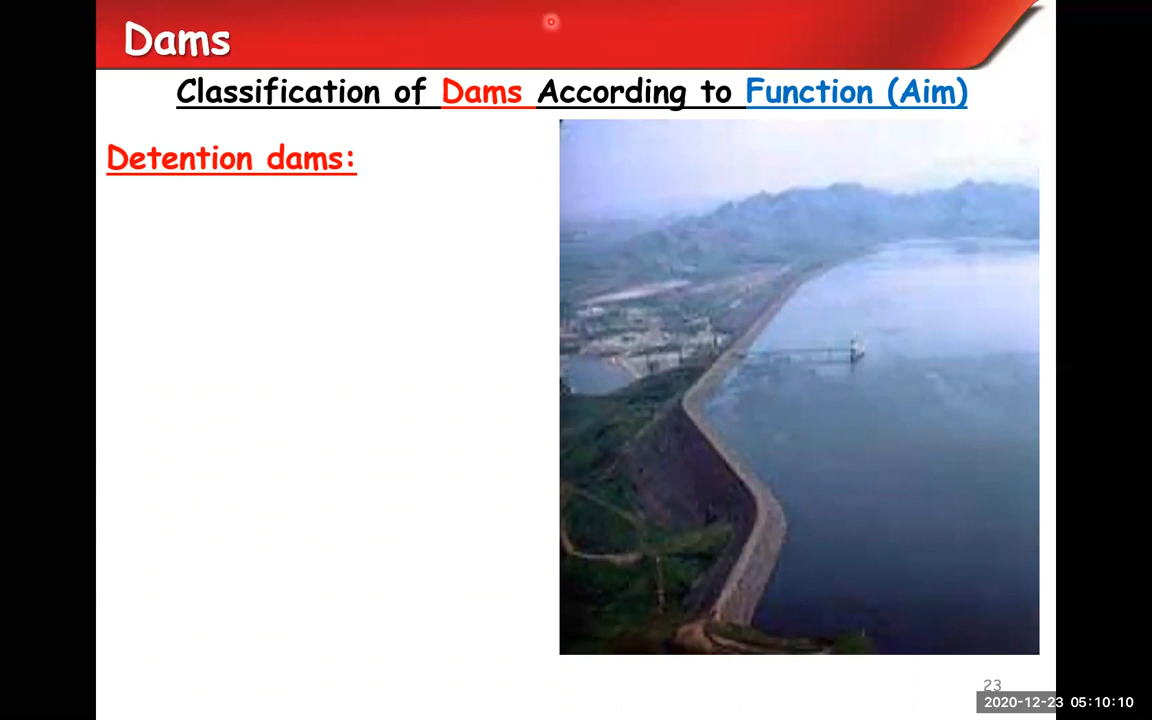 Dams
Classification of Dams According to Function (Aim)
Detention dams:
23
2020-12-23 05:10:10